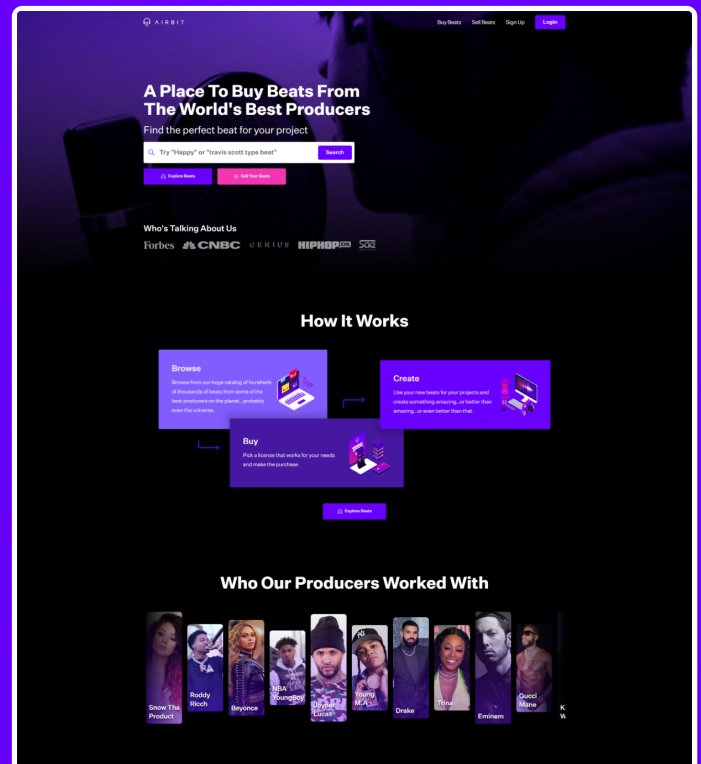 AIRBIT
Buy Beats
Sell Beats
Sign Up
Login
A Place To Buy Beats From
The World's Best Producers
Find the perfect beat for your project
Try "Happy" or "travis scott type beat"
Search
Explore Beats
Sell Your Beats
Who's Talking About Us
Forbes
CNBC
GENIUS
HIPHOPDX
How It Works
Browse
Browse from our huge catalog of hundreds
of thousands of beats from some of the
best producers on the planet...probably
even the universe.
Create
Use your new beats for your projects and
create something amazing...or better than
amazing...or even better than that.
Buy
Pick a license that works for your needs
and make the purchase.
Explore Beats
Who Our Producers Worked With
Snow Tha
Product
Roddy
Ricch
Beyonce
NBA
YoungBoy
Joyner
Lucas
Young
M.A
Drake
Trina
Eminem
Gucci
Mane
K
W